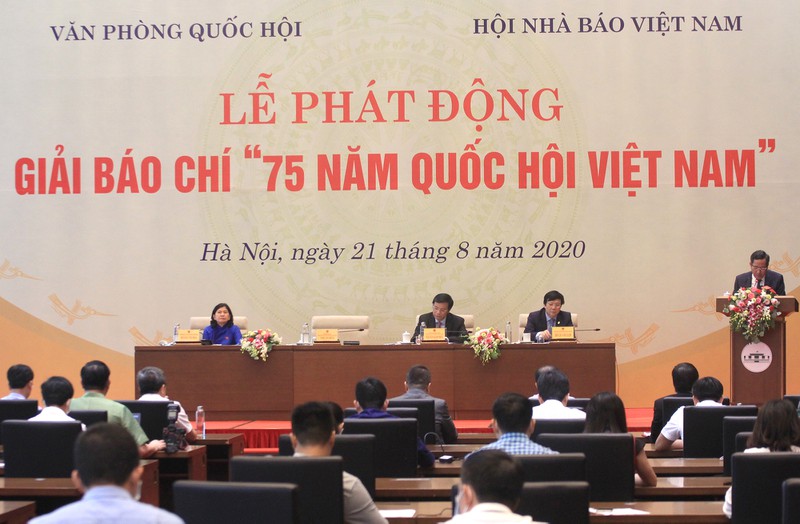 VĂN PHÒNG QUỐC HỘI
HỘI NHÀ BÁO VIỆT NAM
LỄ PHÁT ĐỘNG
GIẢI BÁO CHÍ “75 NĂM QUỐC HỘI VIỆT NAM”
Hà Nội, ngày 21 tháng 8 năm 2020